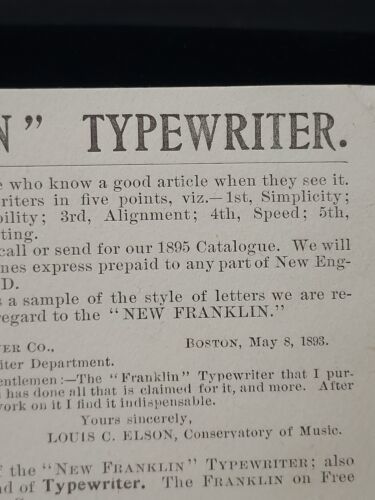 N” TYPEWRITER.
who know a good article when they see it.
riters in five points, viz.—1st, Simplicity;
bility; 3rd, Alignment; 4th, Speed; 5th,
ting.
call or send for our 1895 Catalogue. We will
nes express prepaid to any part of New Eng-
D.
s a sample of the style of letters we are re-
regard to the “NEW FRANKLIN.”
ER CO., BOSTON, May 8, 1893.
iter Department.
entlemen:—The “Franklin” Typewriter that I pur-
has done all that is claimed for it, and more. After
work on it I find it indispensable.
Yours sincerely,
LOUIS C. ELSON, Conservatory of Music.
f the “NEW FRANKLIN” TYPEWRITER; also
nd of Typewriter. The FRANKLIN on Free